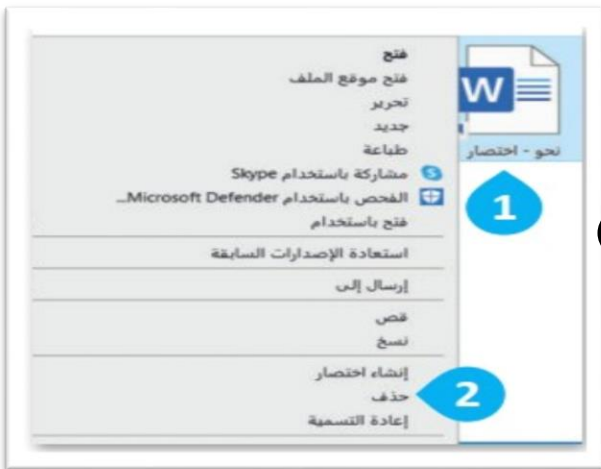 فتح
فتح موقع الملف
تحرير
جديد
طباعة
مشاركة باستخدام Skype
الفحص باستخدام Microsoft Defender...
فتح باستخدام
استعادة الإصدارات السابقة
إرسال إلى
قص
نسخ
إنشاء اختصار
حذف
إعادة التسمية
W
نحو - اختصار
1
2